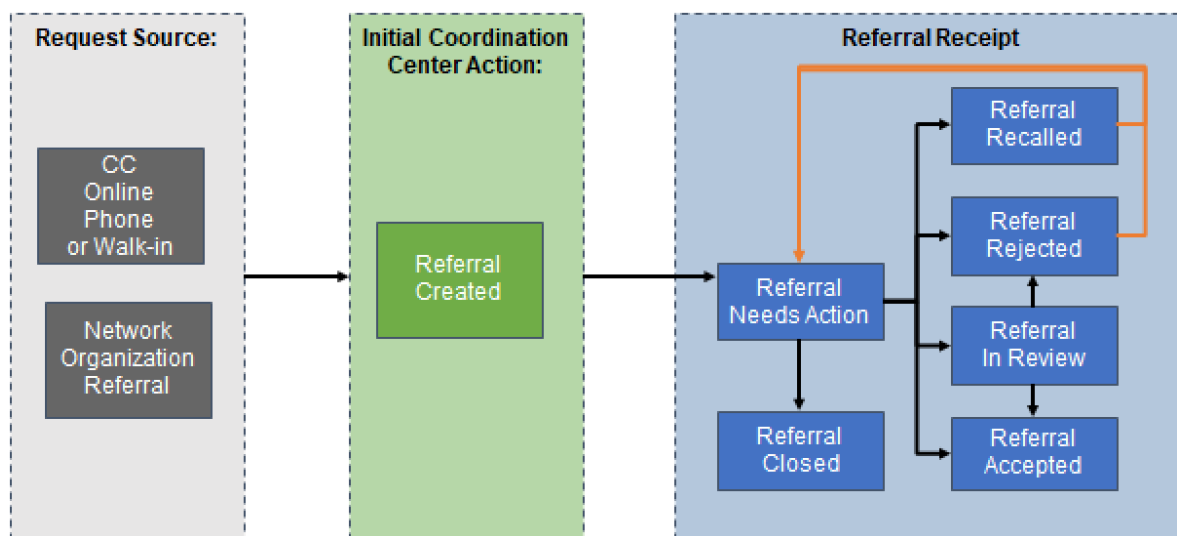 Request Source:
CC
Online
Phone
or Walk-in
Network
Organization
Referral
Initial Coordination
Center Action:
Referral
Created
Referral Receipt
Referral
Recalled
Referral
Rejected
Referral
Needs Action
Referral
In Review
Referral
Closed
Referral
Accepted